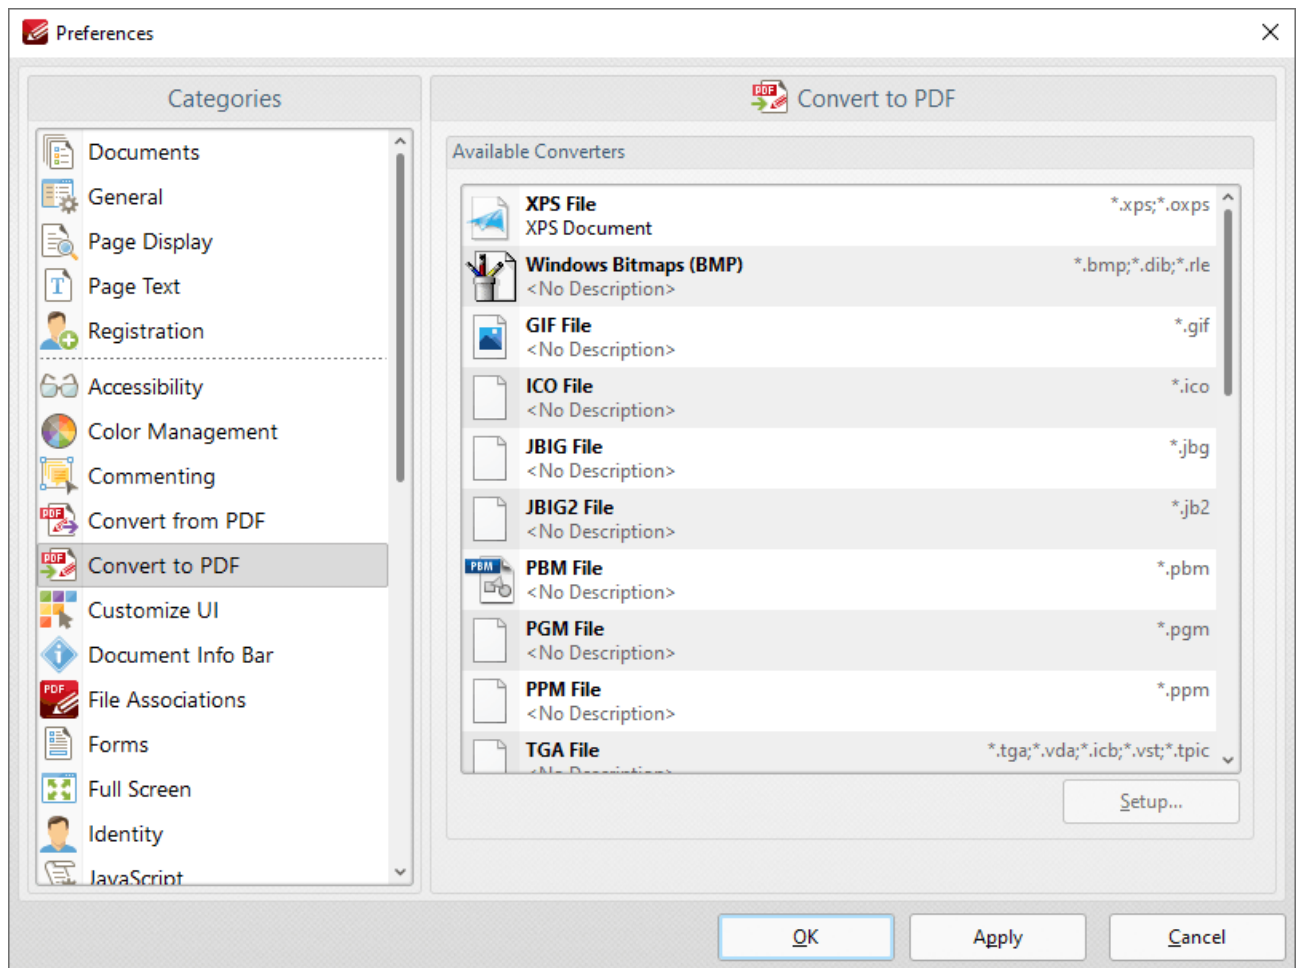 Preferences
Categories
Documents
General
Page Display
Page Text
Registration
Accessibility
Color Management
Commenting
Convert from PDF
Convert to PDF
Customize UI
Document Info Bar
File Associations
Forms
Full Screen
Identity
JavaScript
Convert to PDF
Available Converters
XPS File *.xps;*.oxps
XPS Document
Windows Bitmaps (BMP) *.bmp;*.dib;*.rle
<No Description>
GIF File *.gif
<No Description>
ICO File *.ico
<No Description>
JBIG File *.jbg
<No Description>
JBIG2 File *.jb2
<No Description>
PBM File *.pbm
<No Description>
PGM File *.pgm
<No Description>
PPM File *.ppm
<No Description>
TGA File *.tga;*.vda;*.icb;*.vst;*.tpic
<No Description>
Setup...
OK
Apply
Cancel